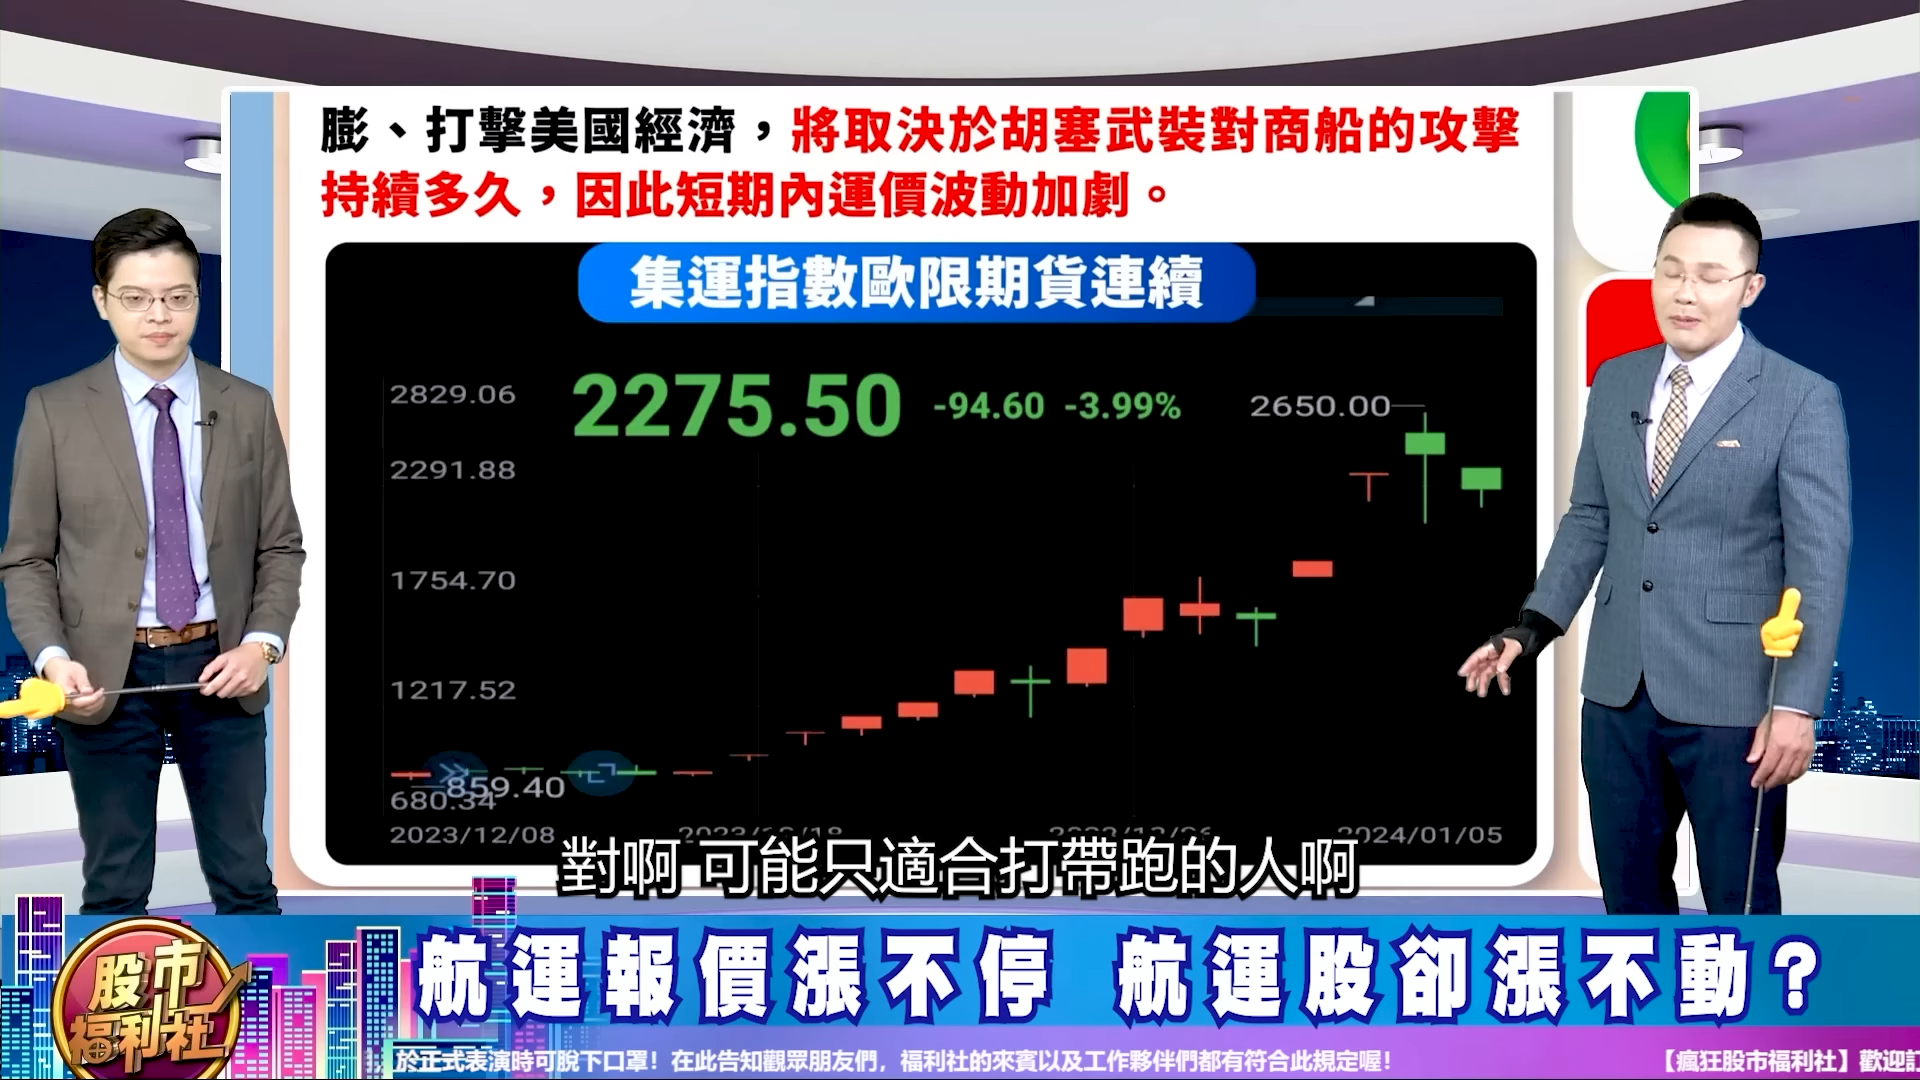 膨、打擊美國經濟，將取決於胡塞武裝對商船的攻擊
持續多久，因此短期內運價波動加劇。
集運指數歐限期貨連續
2829.06
2275.50 -94.60 -3.99%
2650.00
2291.88
1754.70
1217.52
859.40
680.34
2023/12/08
2024/01/05
對啊 可能只適合打帶跑的人啊
航運報價漲不停 航運股卻漲不動？
股市福利社
於正式表演時可脫下口罩！在此告知觀眾朋友們，福利社的來賓以及工作夥伴們都有符合此規定喔！
【瘋狂股市福利社】歡迎訂